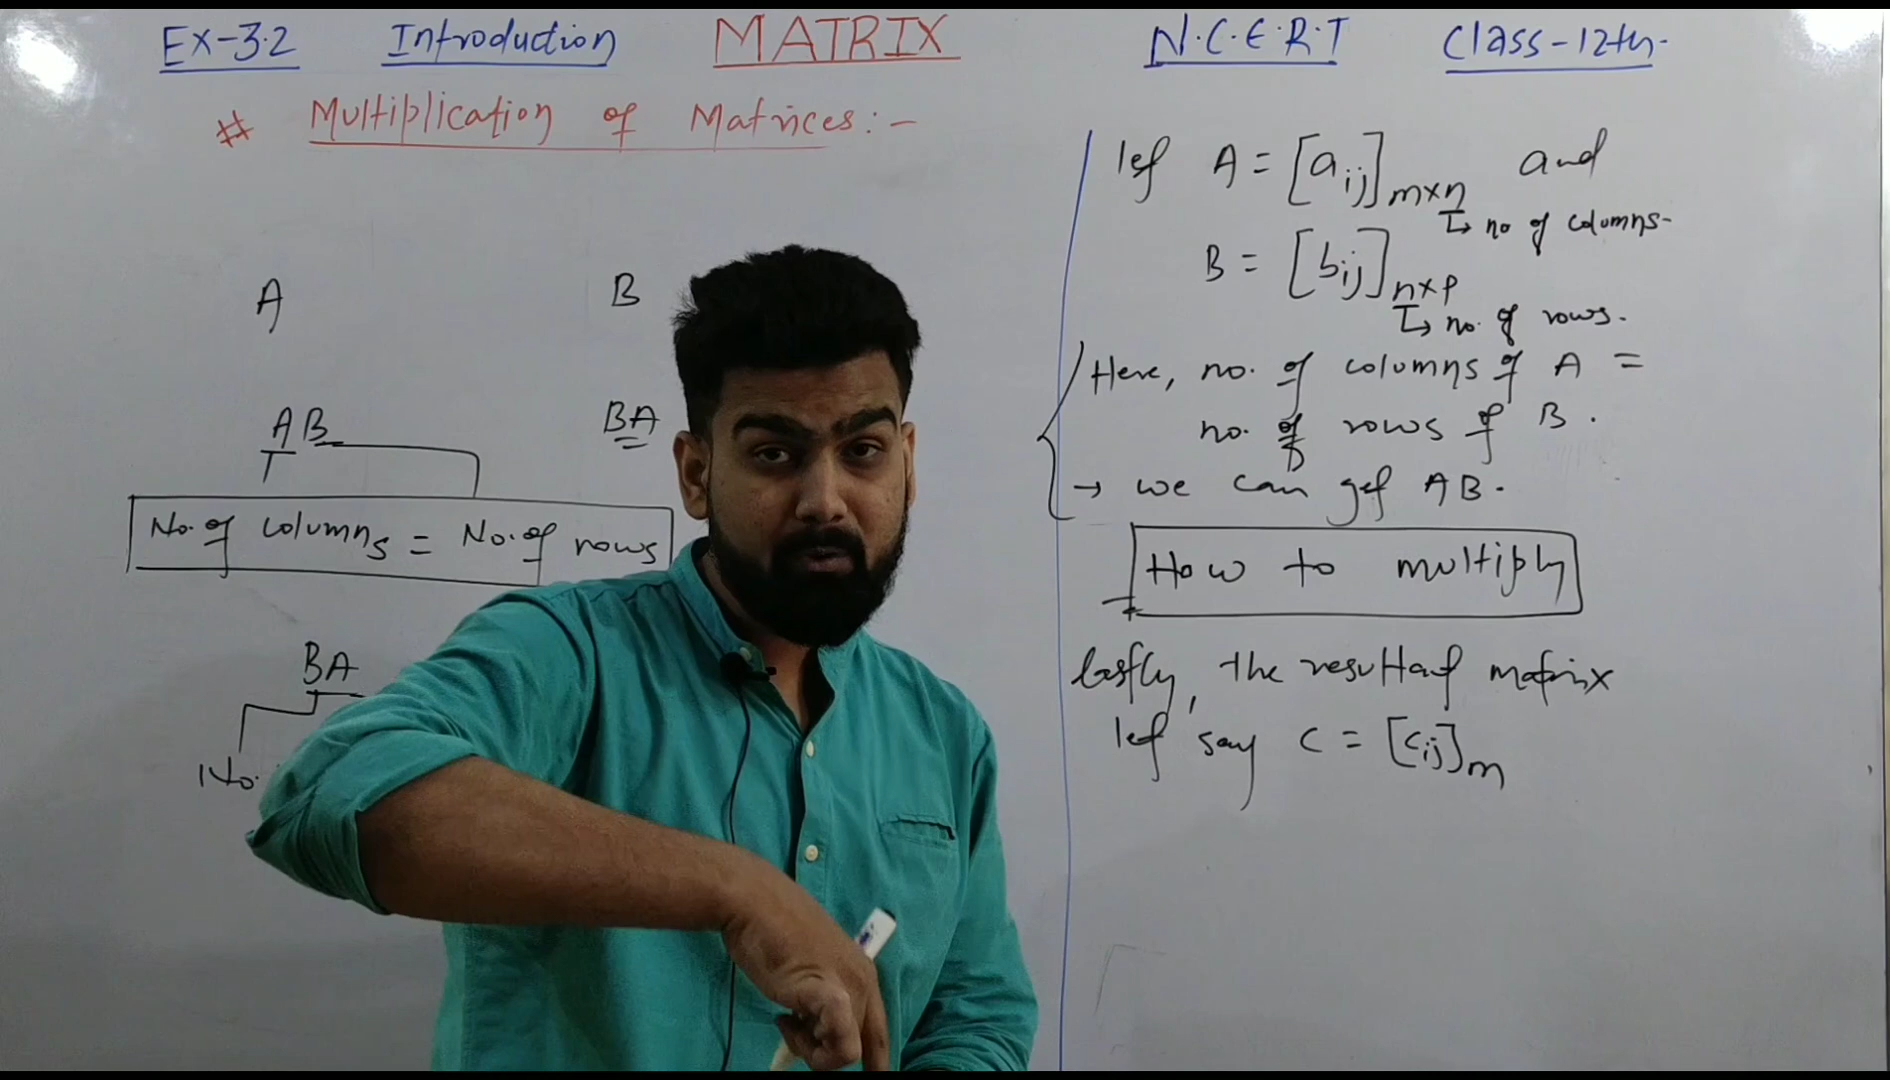 Ex-3.2 Introduction MATRIX N.C.E.R.T Class-12th.
# Multiplication of Matrices:-
A B
AB BA
No. of columns = No. of rows
BA
No.
let A = [aij]m×n and
↳ no of columns-
B = [bij]n×p
↳ no. of rows.
Here, no. of columns of A =
no. of rows of B.
→ we can get AB.
How to multiply
lastly, the resultant matrix
let say C = [cij]m